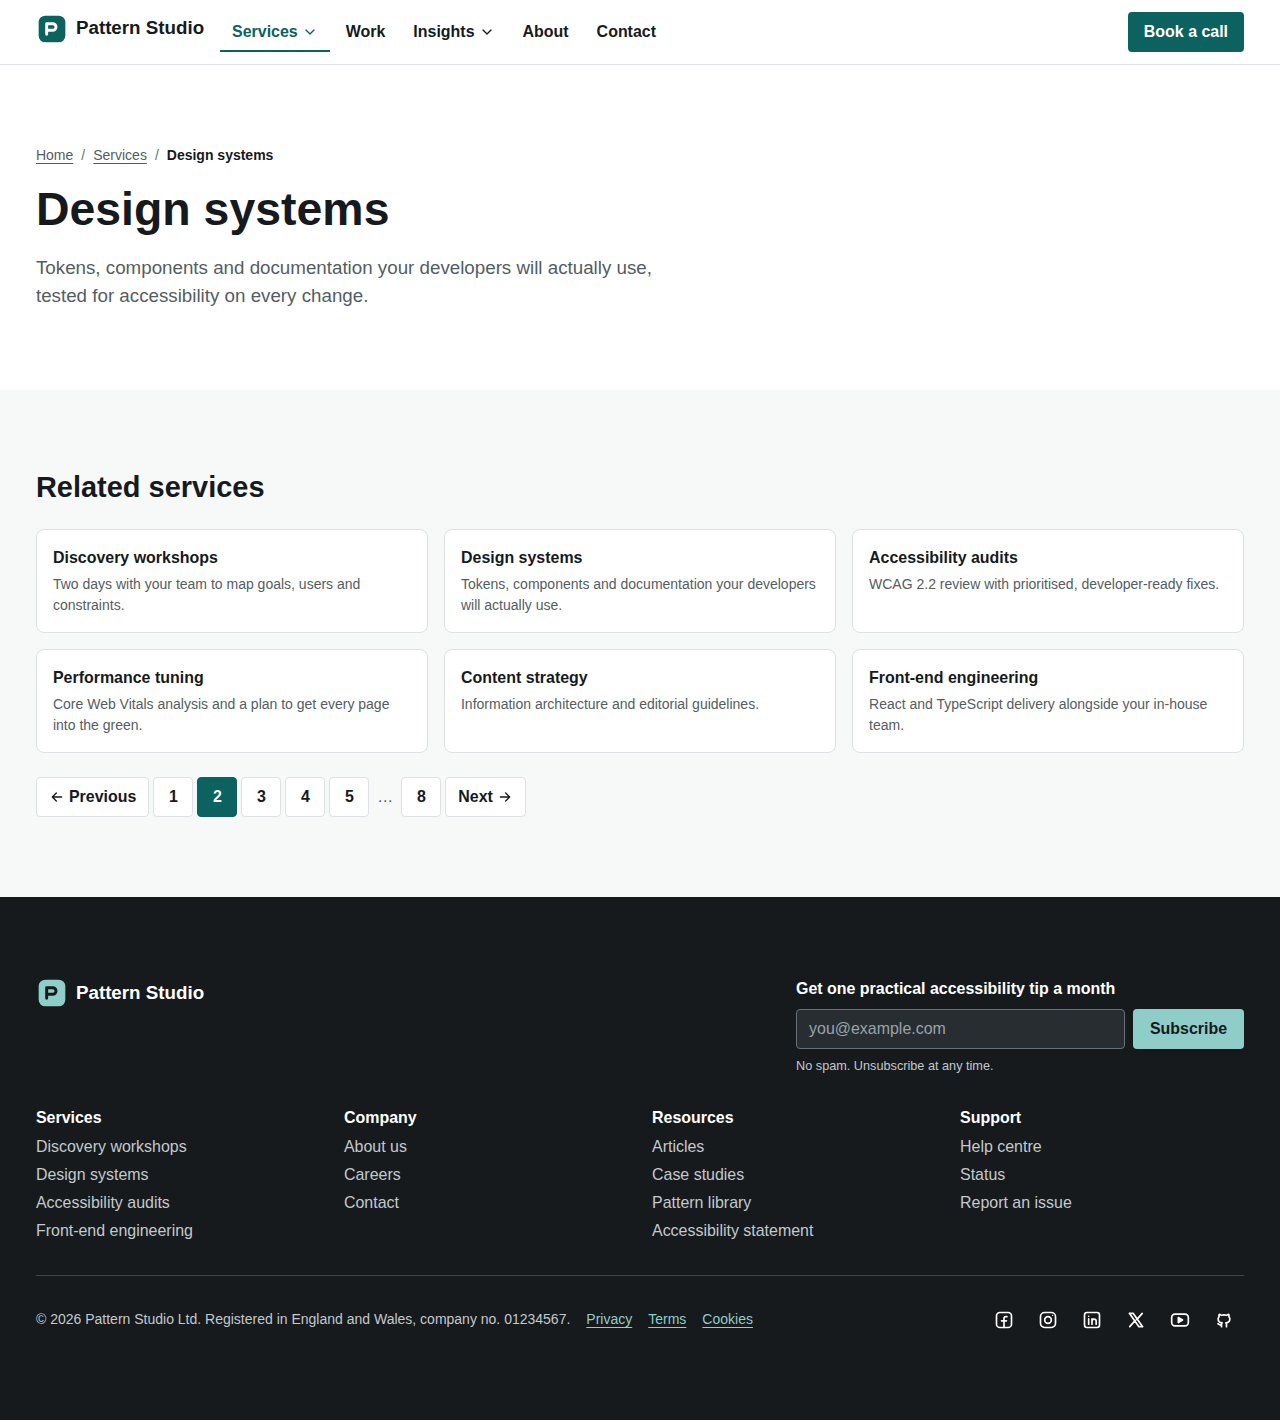 Pattern Studio
Services
Work
Insights
About
Contact
Book a call
Home / Services / Design systems
Design systems
Tokens, components and documentation your developers will actually use,
tested for accessibility on every change.
Related services
Discovery workshops
Two days with your team to map goals, users and
constraints.
Design systems
Tokens, components and documentation your developers
will actually use.
Accessibility audits
WCAG 2.2 review with prioritised, developer-ready fixes.
Performance tuning
Core Web Vitals analysis and a plan to get every page
into the green.
Content strategy
Information architecture and editorial guidelines.
Front-end engineering
React and TypeScript delivery alongside your in-house
team.
← Previous 1 2 3 4 5 … 8 Next →
Pattern Studio
Get one practical accessibility tip a month
you@example.com
Subscribe
No spam. Unsubscribe at any time.
Services
Discovery workshops
Design systems
Accessibility audits
Front-end engineering
Company
About us
Careers
Contact
Resources
Articles
Case studies
Pattern library
Accessibility statement
Support
Help centre
Status
Report an issue
© 2026 Pattern Studio Ltd. Registered in England and Wales, company no. 01234567. Privacy Terms Cookies